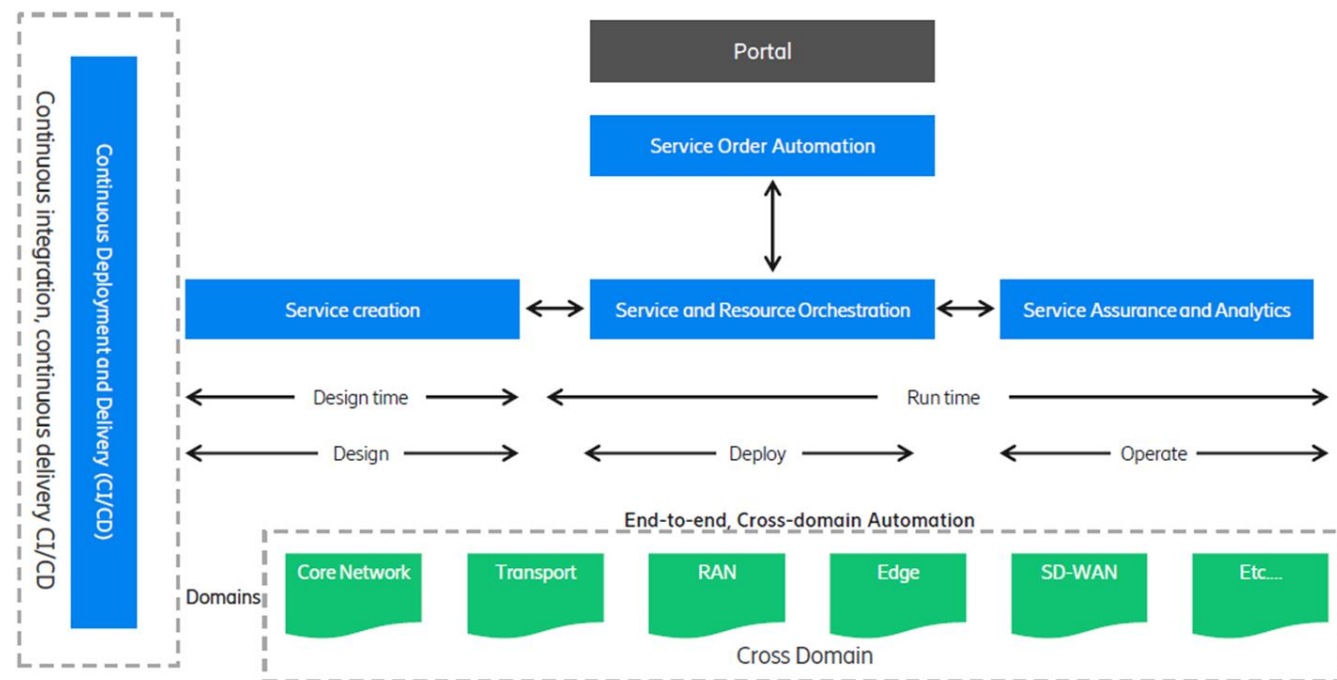 Continuous integration, continuous delivery CI/CD
Continuous Deployment and Delivery (CI/CD)
Portal
Service Order Automation
Service creation
Service and Resource Orchestration
Service Assurance and Analytics
Design time
Run time
Design
Deploy
Operate
End-to-end, Cross-domain Automation
Domains
Core Network
Transport
RAN
Edge
SD-WAN
Etc....
Cross Domain